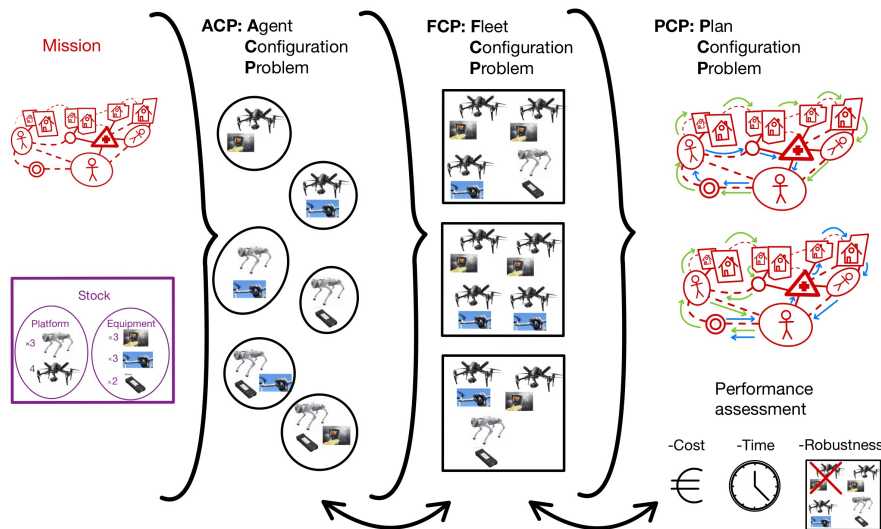 Mission
ACP: Agent
Configuration
Problem
FCP: Fleet
Configuration
Problem
PCP: Plan
Configuration
Problem
Stock
Platform
×3
4
Equipment
×3
×3
×2
Performance
assessment
-Cost
-Time
-Robustness